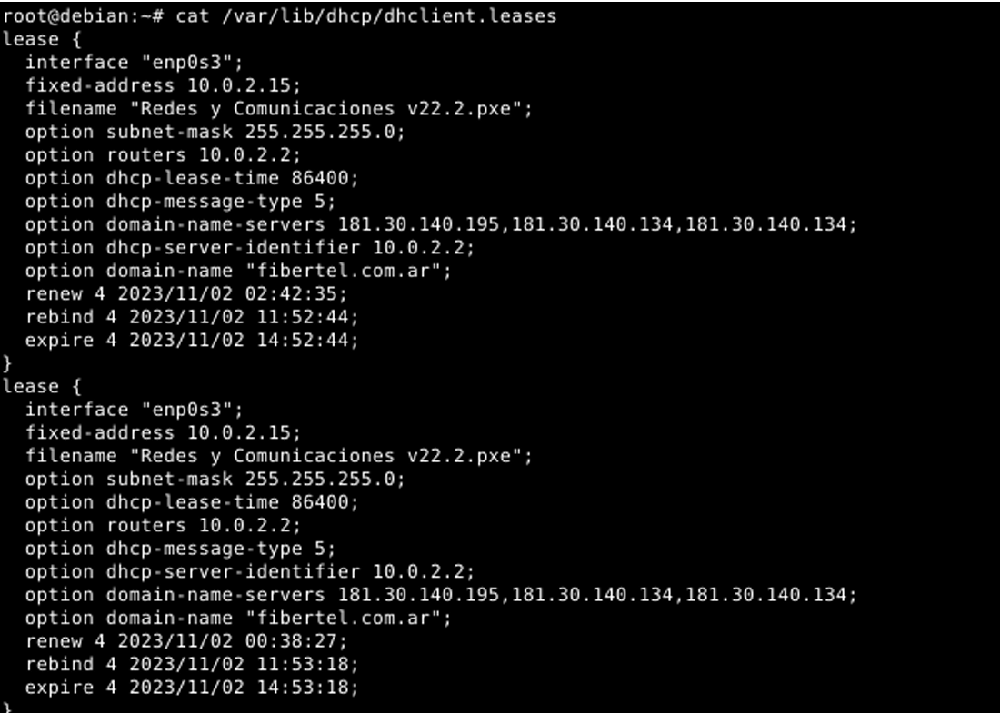 root@debian:~# cat /var/lib/dhcp/dhclient.leases
lease {
  interface "enp0s3";
  fixed-address 10.0.2.15;
  filename "Redes y Comunicaciones v22.2.pxe";
  option subnet-mask 255.255.255.0;
  option routers 10.0.2.2;
  option dhcp-lease-time 86400;
  option dhcp-message-type 5;
  option domain-name-servers 181.30.140.195,181.30.140.134,181.30.140.134;
  option dhcp-server-identifier 10.0.2.2;
  option domain-name "fibertel.com.ar";
  renew 4 2023/11/02 02:42:35;
  rebind 4 2023/11/02 11:52:44;
  expire 4 2023/11/02 14:52:44;
}
lease {
  interface "enp0s3";
  fixed-address 10.0.2.15;
  filename "Redes y Comunicaciones v22.2.pxe";
  option subnet-mask 255.255.255.0;
  option dhcp-lease-time 86400;
  option routers 10.0.2.2;
  option dhcp-message-type 5;
  option dhcp-server-identifier 10.0.2.2;
  option domain-name-servers 181.30.140.195,181.30.140.134,181.30.140.134;
  option domain-name "fibertel.com.ar";
  renew 4 2023/11/02 00:38:27;
  rebind 4 2023/11/02 11:53:18;
  expire 4 2023/11/02 14:53:18;
}